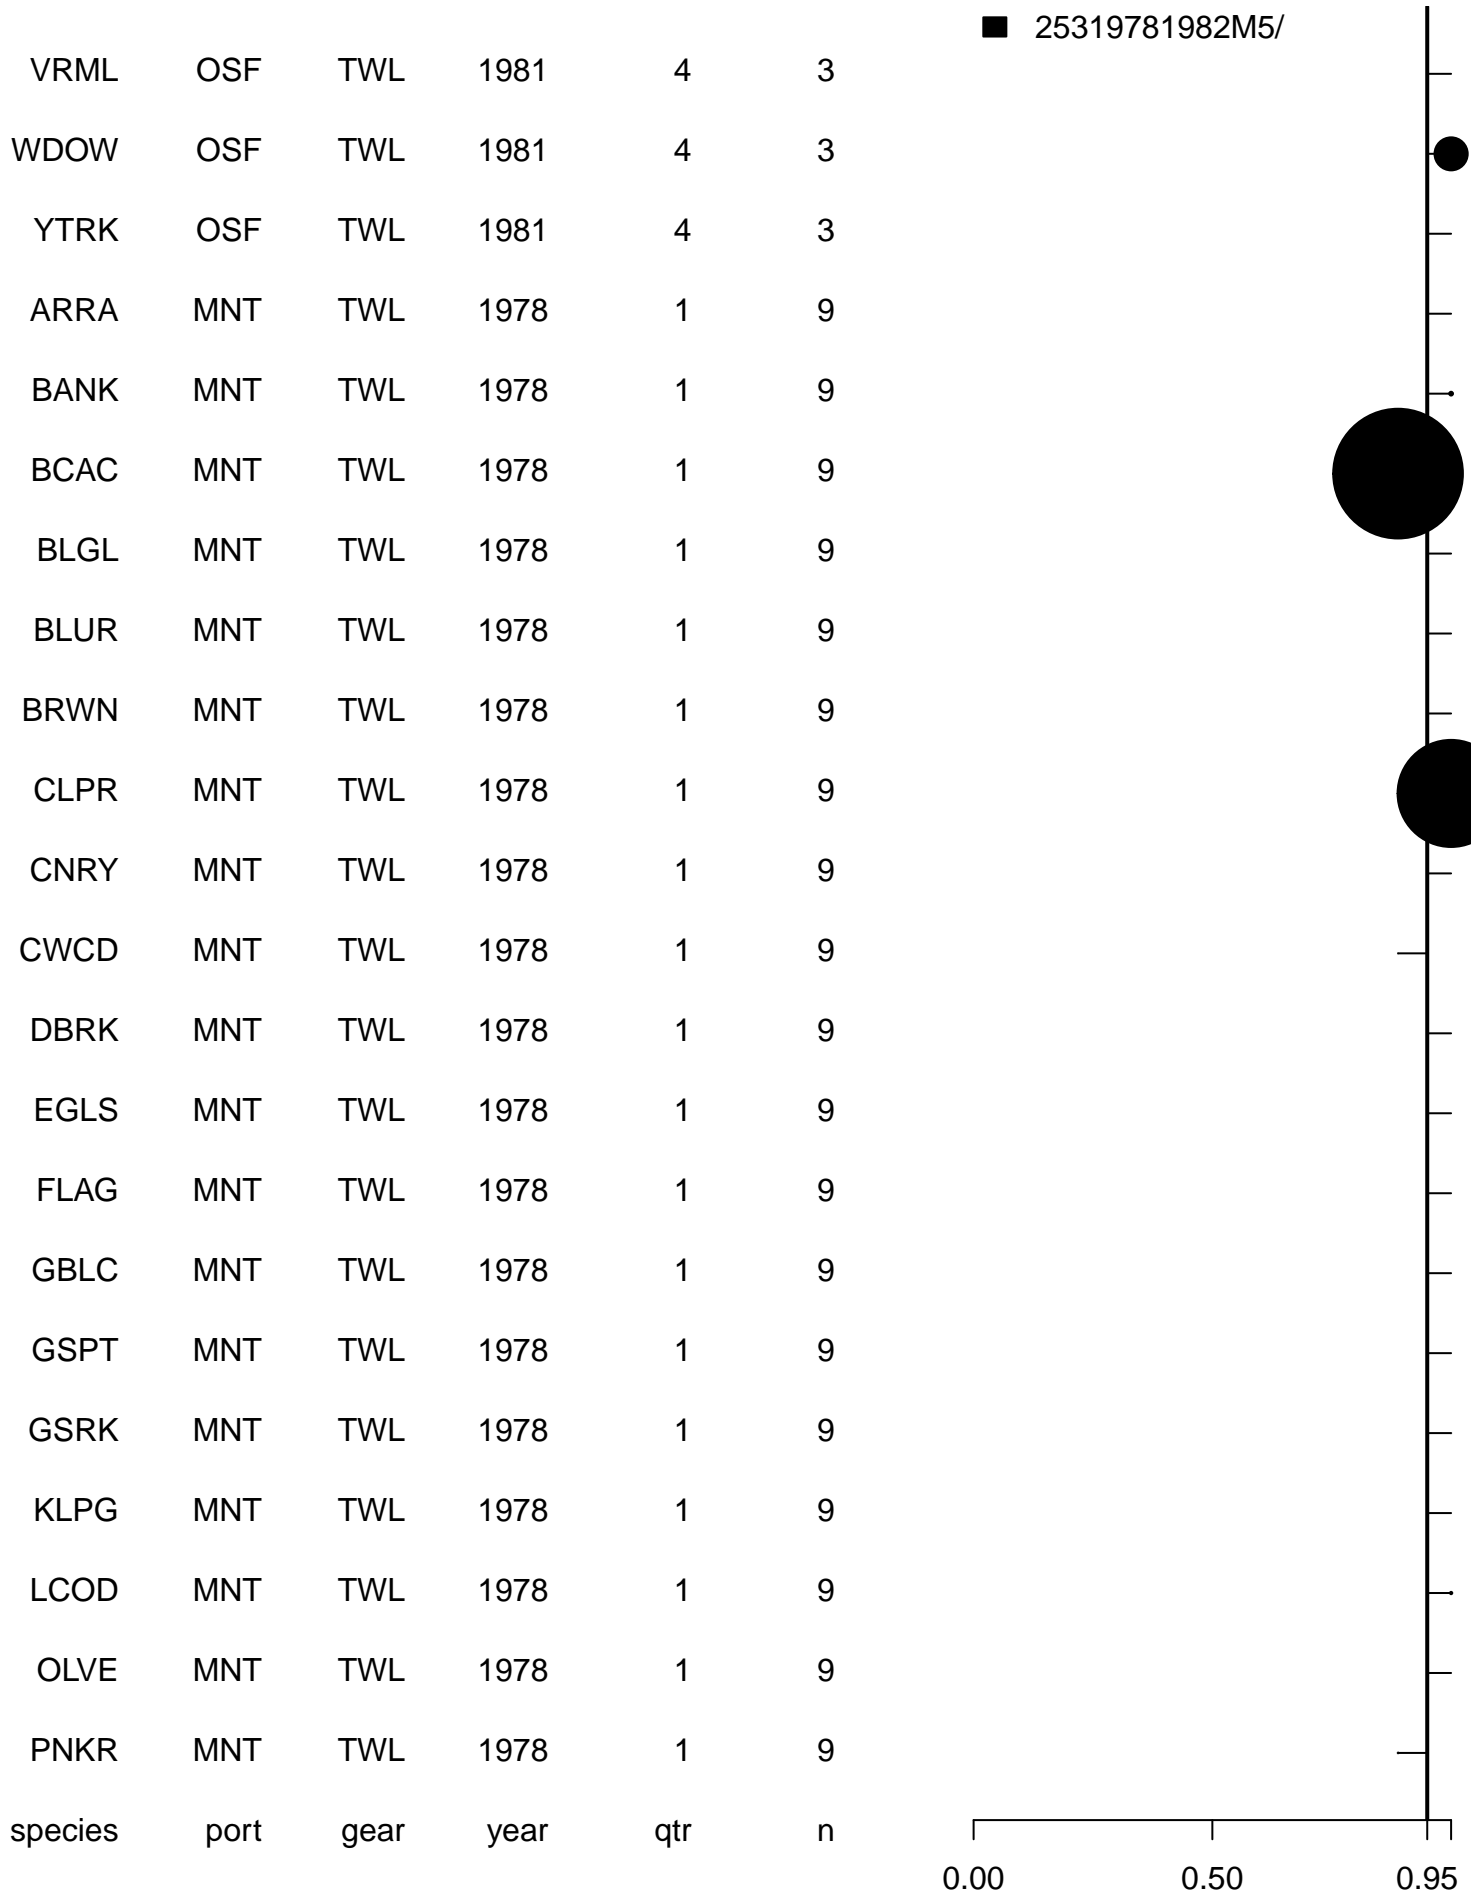 25319781982M5/
VRML OSF TWL 1981 4 3
WDOW OSF TWL 1981 4 3
YTRK OSF TWL 1981 4 3
ARRA MNT TWL 1978 1 9
BANK MNT TWL 1978 1 9
BCAC MNT TWL 1978 1 9
BLGL MNT TWL 1978 1 9
BLUR MNT TWL 1978 1 9
BRWN MNT TWL 1978 1 9
CLPR MNT TWL 1978 1 9
CNRY MNT TWL 1978 1 9
CWCD MNT TWL 1978 1 9
DBRK MNT TWL 1978 1 9
EGLS MNT TWL 1978 1 9
FLAG MNT TWL 1978 1 9
GBLC MNT TWL 1978 1 9
GSPT MNT TWL 1978 1 9
GSRK MNT TWL 1978 1 9
KLPG MNT TWL 1978 1 9
LCOD MNT TWL 1978 1 9
OLVE MNT TWL 1978 1 9
PNKR MNT TWL 1978 1 9
species port gear year qtr n
0.00 0.50 0.95